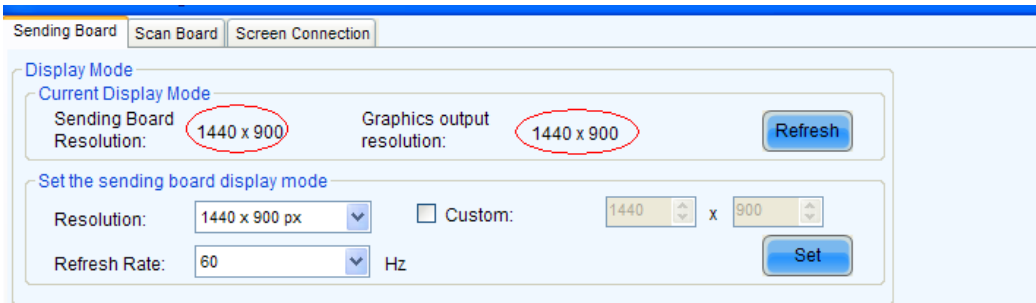 Sending Board Scan Board Screen Connection
Display Mode
Current Display Mode
Sending Board Resolution: 1440 x 900 Graphics output resolution: 1440 x 900 Refresh
Set the sending board display mode
Resolution: 1440 x 900 px Custom: 1440 x 900
Refresh Rate: 60 Hz Set